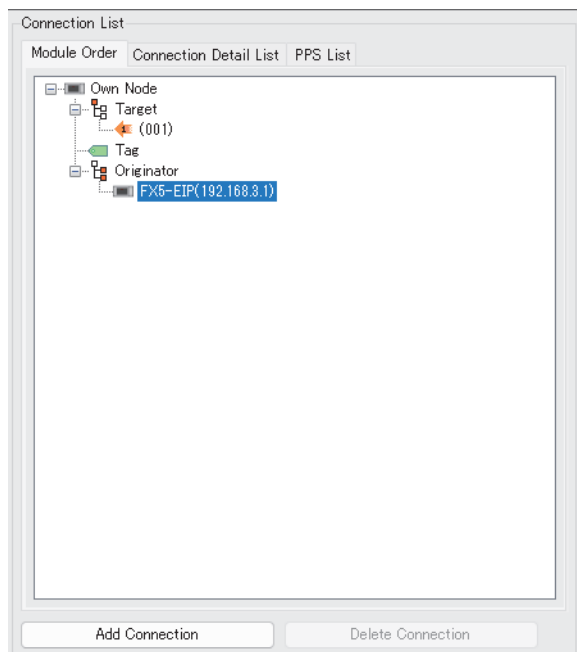 Connection List
Module Order Connection Detail List PPS List
Own Node
Target
1 (001)
Tag
Originator
FX5-EIP(192.168.3.1)
Add Connection Delete Connection